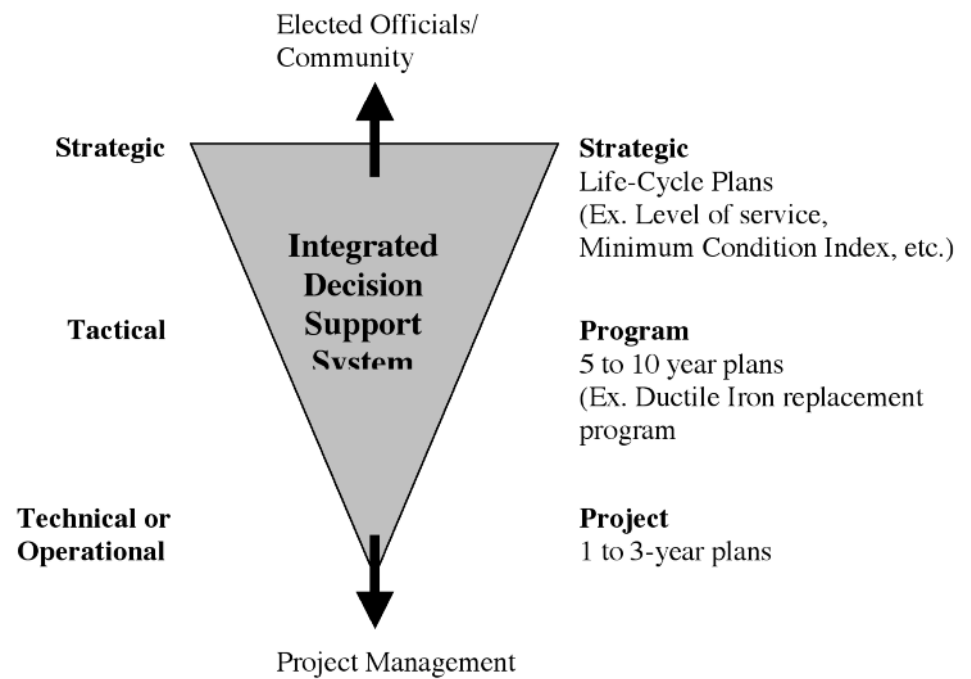 Elected Officials/
Community
Strategic
Strategic
Life-Cycle Plans
(Ex. Level of service,
Minimum Condition Index, etc.)
Integrated
Decision
Support
System
Tactical
Program
5 to 10 year plans
(Ex. Ductile Iron replacement
program
Technical or
Operational
Project
1 to 3-year plans
Project Management